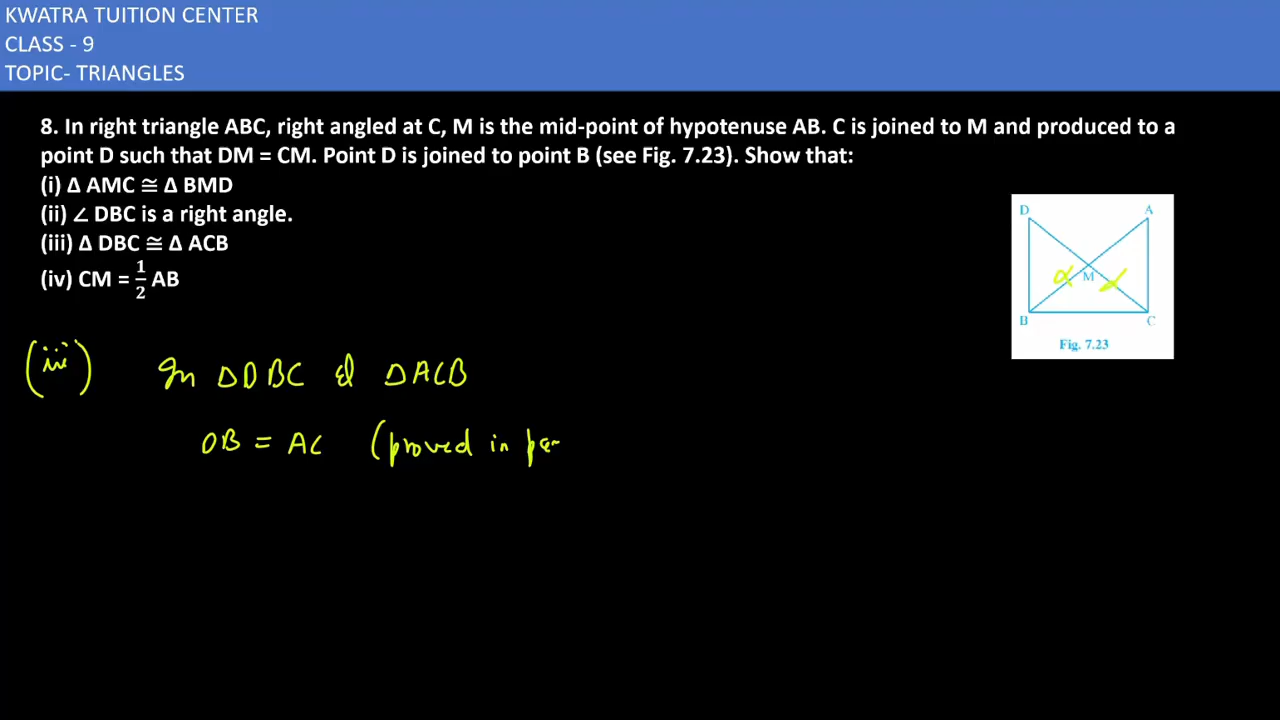 KWATRA TUITION CENTER
CLASS - 9
TOPIC- TRIANGLES
8. In right triangle ABC, right angled at C, M is the mid-point of hypotenuse AB. C is joined to M and produced to a
point D such that DM = CM. Point D is joined to point B (see Fig. 7.23). Show that:
(i) Δ AMC ≅ Δ BMD
(ii) ∠ DBC is a right angle.
(iii) Δ DBC ≅ Δ ACB
(iv) CM = 1/2 AB
D A
α M
B C
Fig. 7.23
(iii) In ΔDBC & ΔACB
DB = AC (proved in